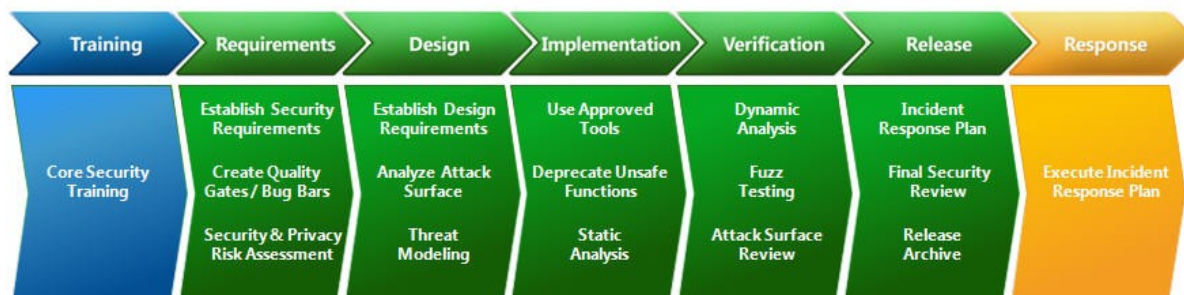 Training
Requirements
Design
Implementation
Verification
Release
Response
Core Security
Training
Establish Security
Requirements
Create Quality
Gates / Bug Bars
Security & Privacy
Risk Assessment
Establish Design
Requirements
Analyze Attack
Surface
Threat
Modeling
Use Approved
Tools
Deprecate Unsafe
Functions
Static
Analysis
Dynamic
Analysis
Fuzz
Testing
Attack Surface
Review
Incident
Response Plan
Final Security
Review
Release
Archive
Execute Incident
Response Plan